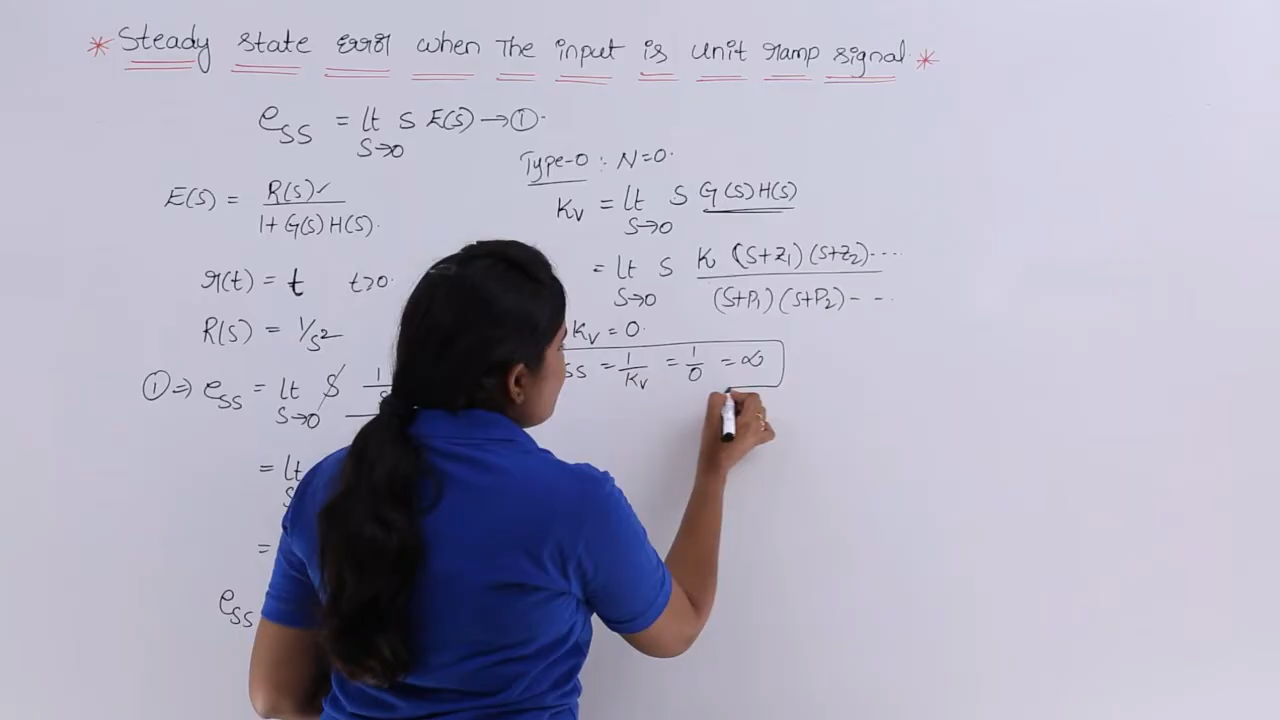 * Steady state error when The input is unit ramp signal *
eSS = lt S→0 S E(S) → ①.
E(S) = R(S)✓ / 1 + G(S) H(S).
r(t) = t t>0.
R(S) = 1/S²
① ⇒ eSS = lt S→0 S 1
= lt
=
eSS
Type-0 : N=0.
KV = lt S→0 S G(S) H(S)
= lt S→0 S K (S+Z1) (S+Z2) ---- / (S+P1) (S+P2) - - -
KV = 0.
SS = 1/KV = 1/0 = ∞